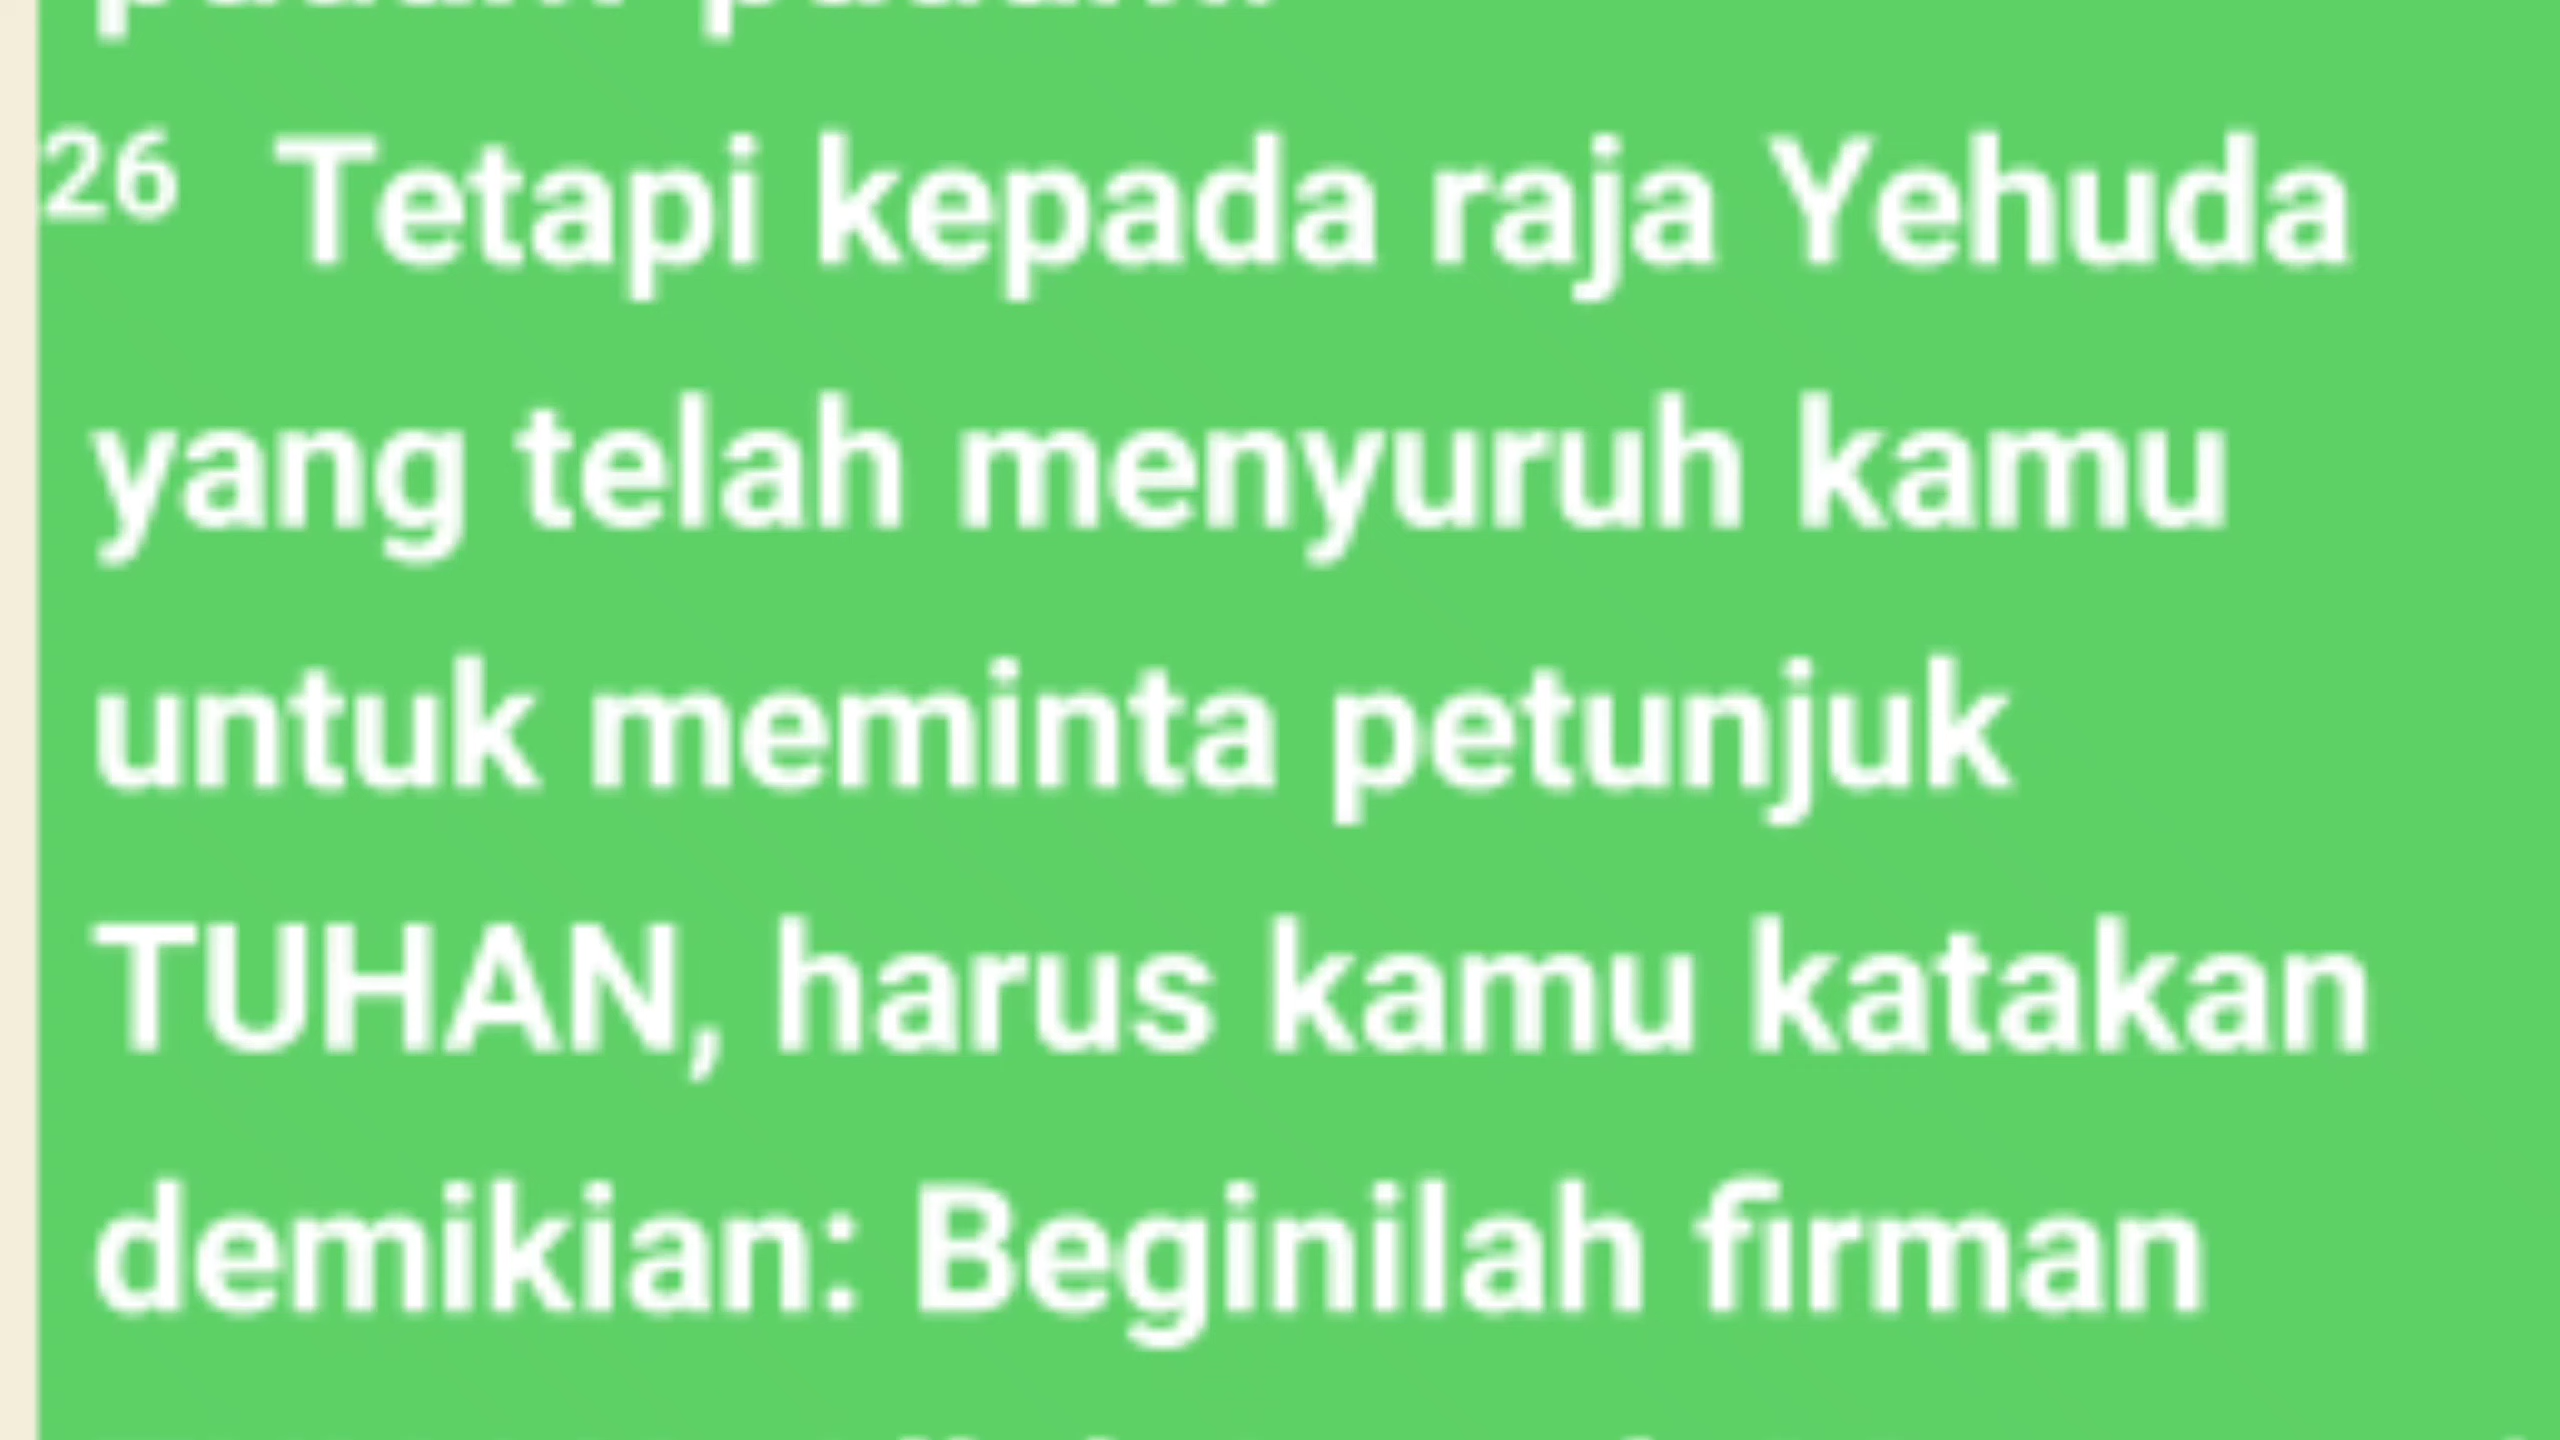 26 Tetapi kepada raja Yehuda
yang telah menyuruh kamu
untuk meminta petunjuk
TUHAN, harus kamu katakan
demikian: Beginilah firman